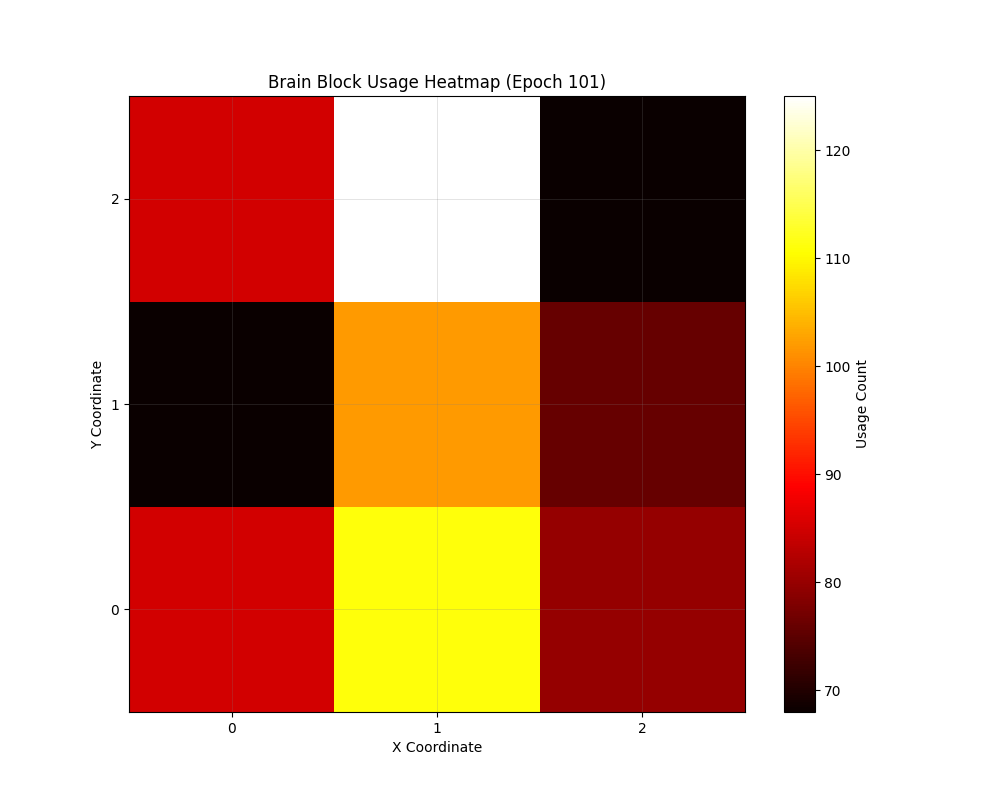 Brain Block Usage Heatmap (Epoch 101)
2
1
0
Y Coordinate
0 1 2
X Coordinate
120
110
100
90
80
70
Usage Count